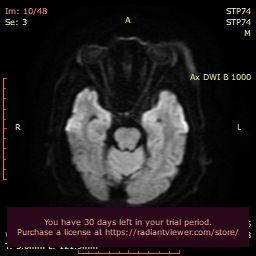 Im: 10/48
Se: 3
A
STP74
STP74
M
Ax DWI B 1000
R
L
You have 30 days left in your trial period.
Purchase a license at https://radiantviewer.com/store/